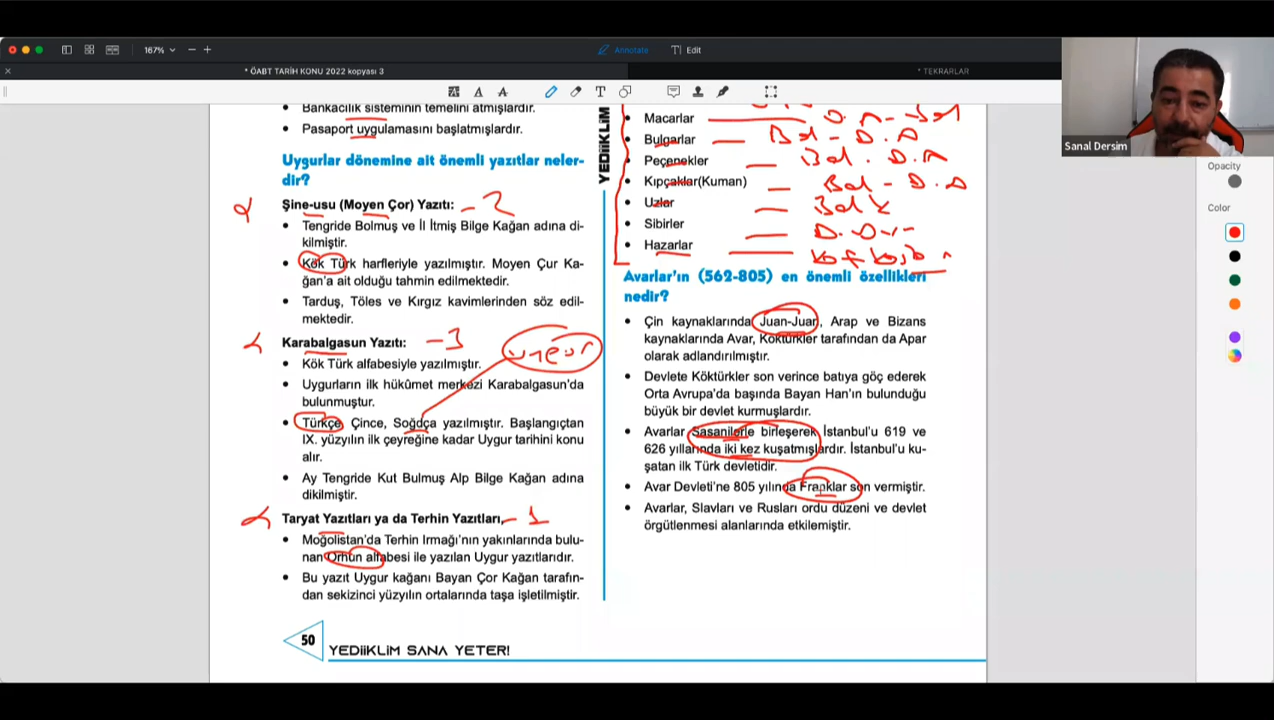 167%
Annotate
Edit
* ÖABT TARİH KONU 2022 kopyası 3
* TEKRARLAR
Sanal Dersim
Opacity
Color
Bankacılık sisteminin temelini atmışlardır.
Pasaport uygulamasını başlatmışlardır.
Uygurlar dönemine ait önemli yazıtlar neler-
dir?
Şine-usu (Moyen Çor) Yazıtı: - 2
Tengride Bolmuş ve İl İtmiş Bilge Kağan adına di-
kilmiştir.
Kök Türk harfleriyle yazılmıştır. Moyen Çur Ka-
ğan'a ait olduğu tahmin edilmektedir.
Tarduş, Töles ve Kırgız kavimlerinden söz edil-
mektedir.
Karabalgasun Yazıtı: - 3
Kök Türk alfabesiyle yazılmıştır.
Uygurların ilk hükûmet merkezi Karabalgasun'da
bulunmuştur.
Türkçe, Çince, Soğdça yazılmıştır. Başlangıçtan
IX. yüzyılın ilk çeyreğine kadar Uygur tarihini konu
alır.
Ay Tengride Kut Bulmuş Alp Bilge Kağan adına
dikilmiştir.
Taryat Yazıtları ya da Terhin Yazıtları, - 1
Moğolistan'da Terhin Irmağı'nın yakınlarında bulu-
nan Orhun alfabesi ile yazılan Uygur yazıtlarıdır.
Bu yazıt Uygur kağanı Bayan Çor Kağan tarafın-
dan sekizinci yüzyılın ortalarında taşa işletilmiştir.
50
YEDiiKLiM SANA YETER!
YEDiiKLiM
Macarlar
Bulgarlar
Peçenekler
Kıpçaklar(Kuman)
Uzlar
Sibirler
Hazarlar
Avarlar'ın (562-805) en önemli özellikleri
nedir?
Çin kaynaklarında Juan-Juan, Arap ve Bizans
kaynaklarında Avar, Köktürkler tarafından da Apar
olarak adlandırılmıştır.
Devlete Köktürkler son verince batıya göç ederek
Orta Avrupa'da başında Bayan Han'ın bulunduğu
büyük bir devlet kurmuşlardır.
Avarlar Sasanilerle birleşerek İstanbul'u 619 ve
626 yıllarında iki kez kuşatmışlardır. İstanbul'u ku-
şatan ilk Türk devletidir.
Avar Devleti'ne 805 yılında Franklar son vermiştir.
Avarlar, Slavları ve Rusları ordu düzeni ve devlet
örgütlenmesi alanlarında etkilemiştir.